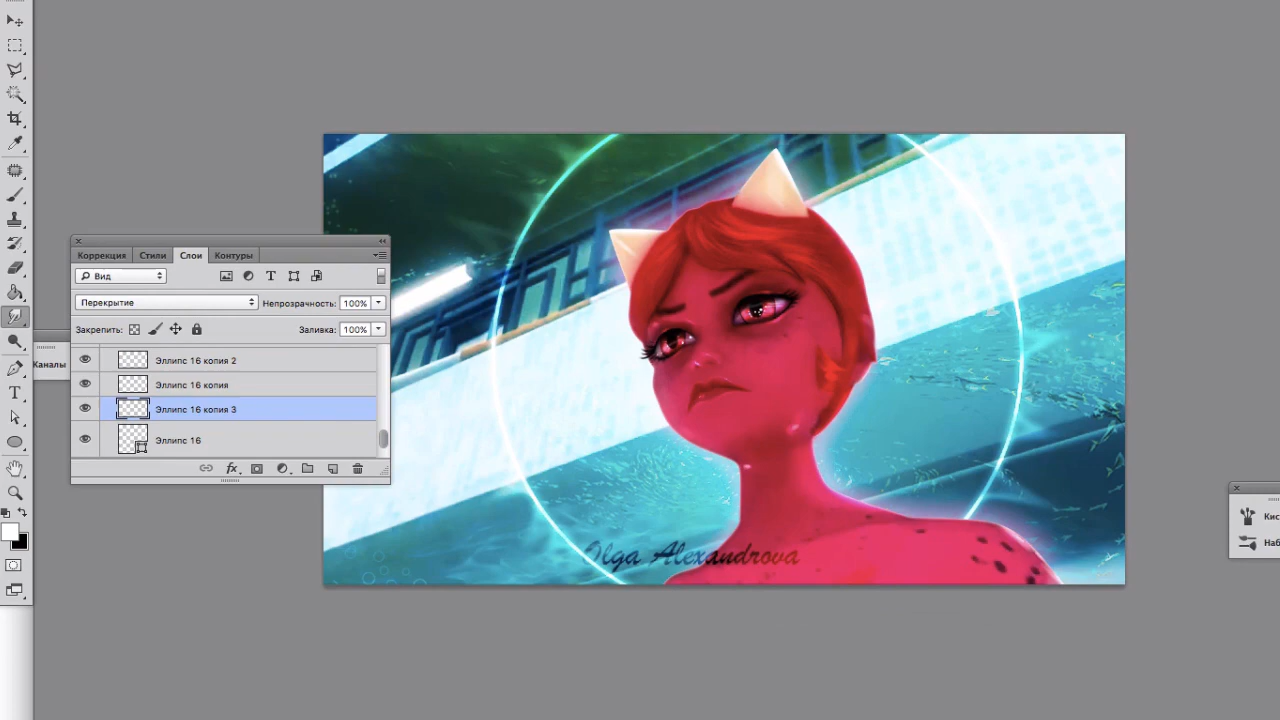 Коррекция Стили Слои Контуры
Вид T
Перекрытие Непрозрачность: 100%
Закрепить: Заливка: 100%
Каналы
Эллипс 16 копия 2
Эллипс 16 копия
Эллипс 16 копия 3
Эллипс 16
fx
T
Olga Alexandrova
Кис
Наб